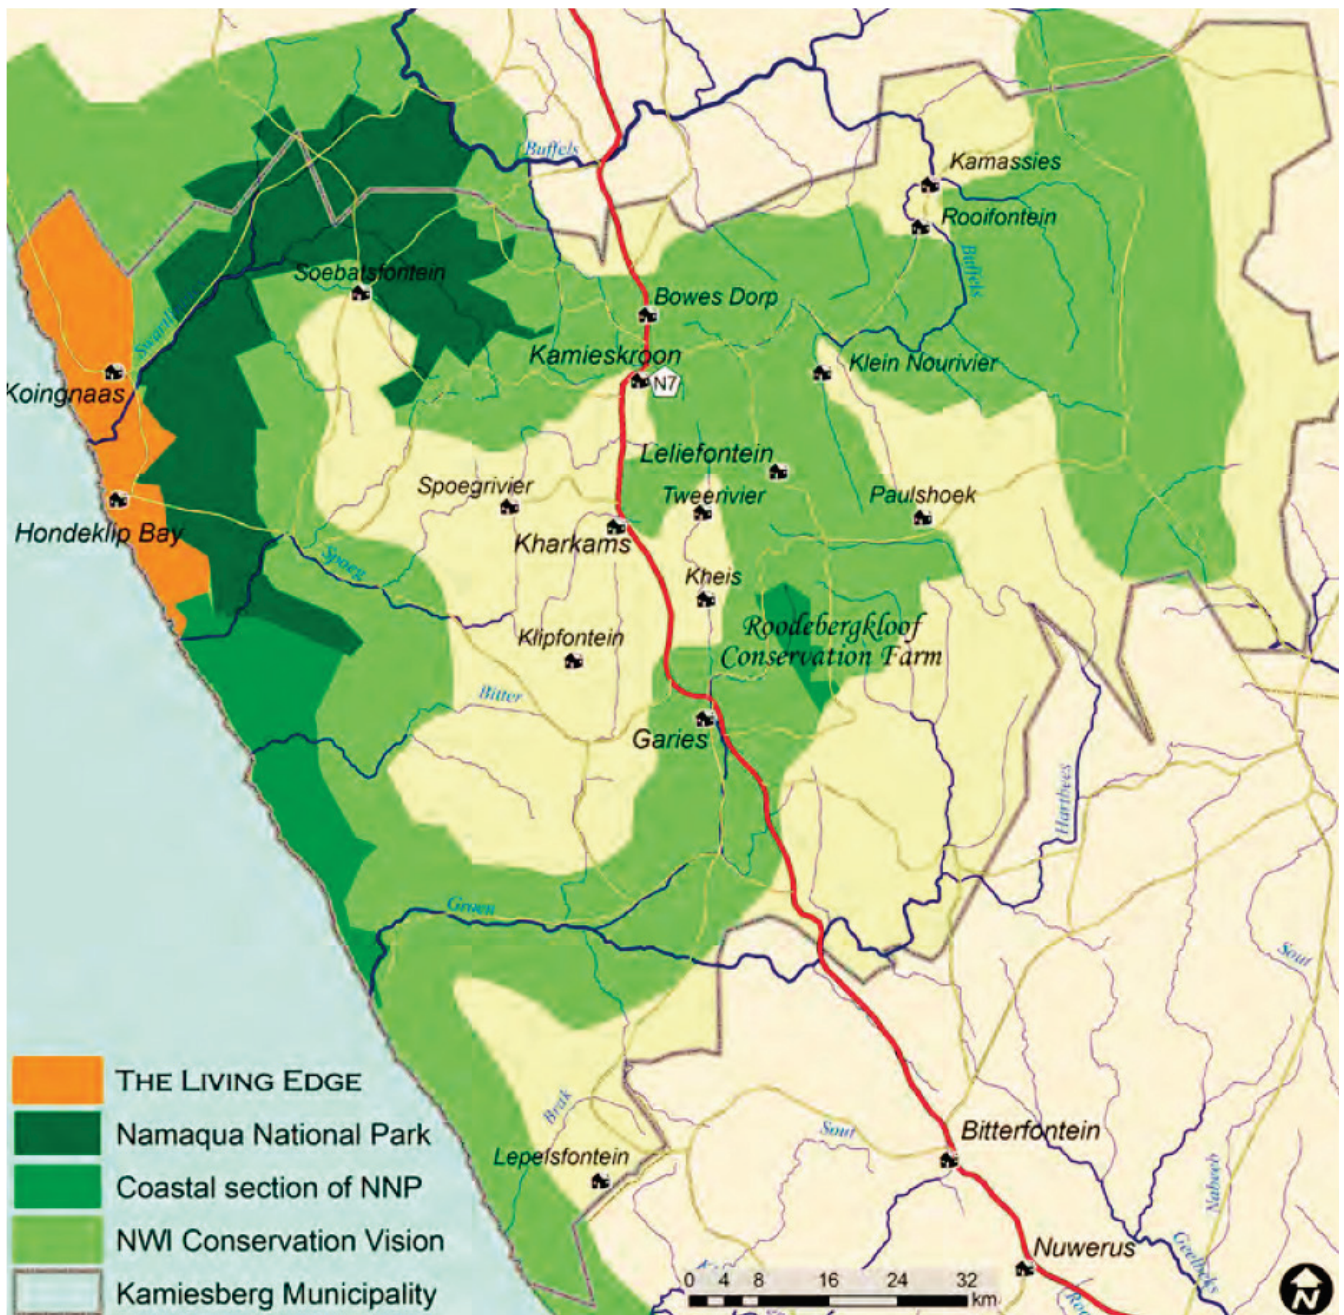 Buffels
Kamassies
Rooifontein
Buffels
Soebatsfontein
Bowes Dorp
Kamieskroon
N7
Klein Nourivier
Koingnaas
Leliefontein
Spoegrivier
Tweerivier
Paulshoek
Hondeklip Bay
Kharkams
Spoeg
Kheis
Klipfontein
Roodebergkloof
Conservation Farm
Bitter
Garies
Hartbees
Groen
Sout
THE LIVING EDGE
Namaqua National Park
Coastal section of NNP
NWI Conservation Vision
Kamiesberg Municipality
Brak
Lepelsfontein
Sout
Bitterfontein
Nabeeb
Nuwerus
Geelbeks
0 4 8 16 24 32
km
N